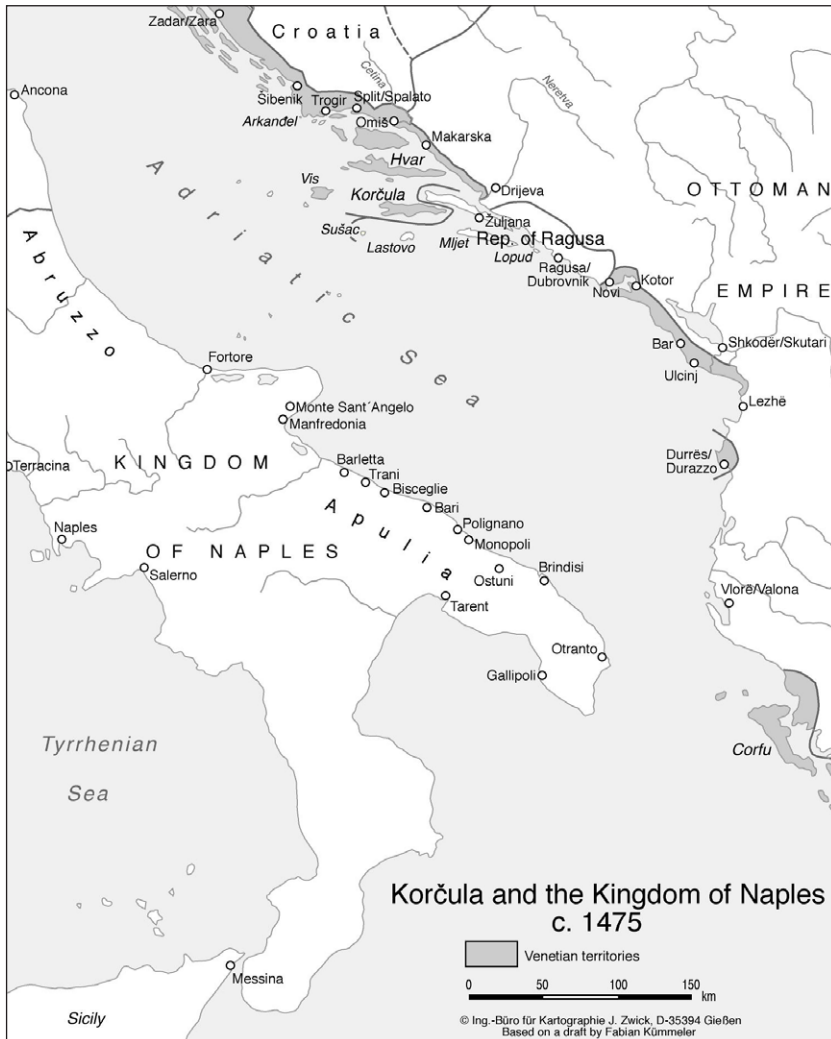 Zadar/Zara
Croatia
Cetina
Neretva
Ancona
Šibenik
Trogir
Split/Spalato
Arkanđel
Omiš
Makarska
Hvar
Vis
Korčula
Drijeva
OTTOMAN
Žuljana
Sušac
Lastovo
Mljet
Rep. of Ragusa
Lopud
Ragusa/
Dubrovnik
Novi
Kotor
EMPIRE
Adriatic Sea
Abruzzo
Bar
Shkodër/Skutari
Ulcinj
Fortore
Lezhë
Monte Sant´Angelo
Manfredonia
Durrës/
Durazzo
Terracina
KINGDOM
Barletta
Trani
Bisceglie
Bari
Apulia
Polignano
Monopoli
Naples
OF NAPLES
Salerno
Ostuni
Brindisi
Tarent
Vlorë/Valona
Otranto
Gallipoli
Corfu
Tyrrhenian
Sea
Korčula and the Kingdom of Naples
c. 1475
Venetian territories
0 50 100 150
km
Messina
Sicily
© Ing.-Büro für Kartographie J. Zwick, D-35394 Gießen
Based on a draft by Fabian Kümmeler